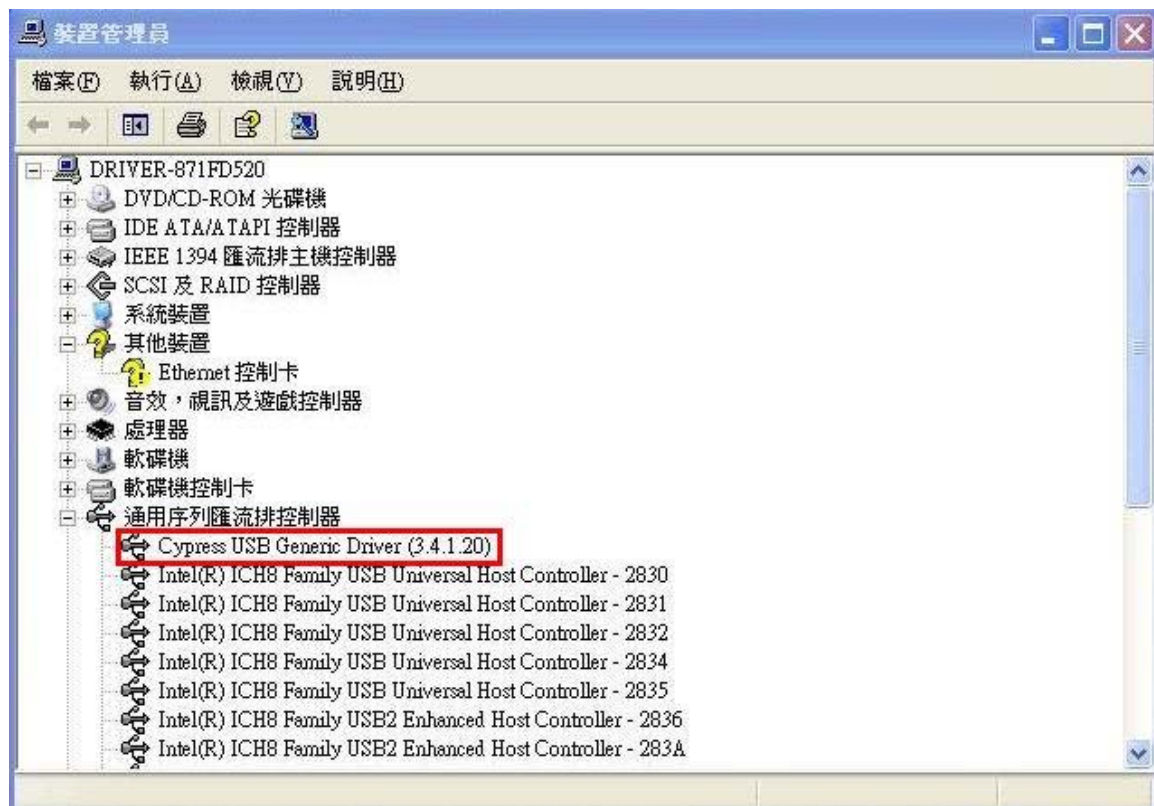 裝置管理員
檔案(F) 執行(A) 檢視(V) 說明(H)
DRIVER-871FD520
DVD/CD-ROM 光碟機
IDE ATA/ATAPI 控制器
IEEE 1394 匯流排主機控制器
SCSI 及 RAID 控制器
系統裝置
其他裝置
Ethernet 控制卡
音效，視訊及遊戲控制器
處理器
軟碟機
軟碟機控制卡
通用序列匯流排控制器
Cypress USB Generic Driver (3.4.1.20)
Intel(R) ICH8 Family USB Universal Host Controller - 2830
Intel(R) ICH8 Family USB Universal Host Controller - 2831
Intel(R) ICH8 Family USB Universal Host Controller - 2832
Intel(R) ICH8 Family USB Universal Host Controller - 2834
Intel(R) ICH8 Family USB Universal Host Controller - 2835
Intel(R) ICH8 Family USB2 Enhanced Host Controller - 2836
Intel(R) ICH8 Family USB2 Enhanced Host Controller - 283A